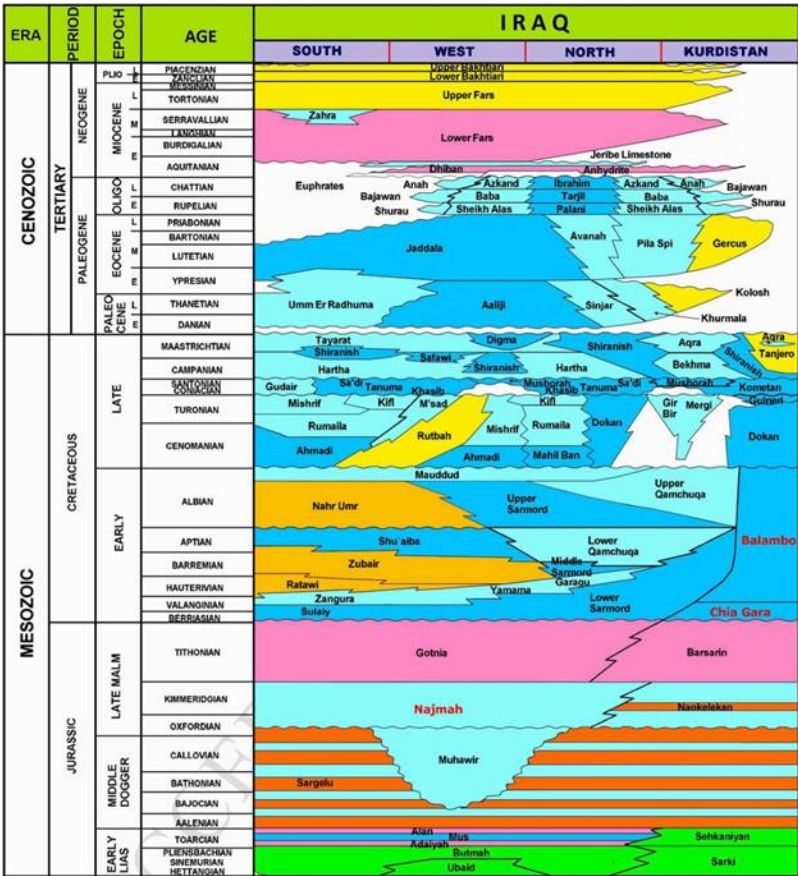 ERA
PERIOD
EPOCH
AGE
IRAQ
SOUTH
WEST
NORTH
KURDISTAN
CENOZOIC
TERTIARY
NEOGENE
PLIO
L
E
PIACENZIAN
ZANCLIAN
Upper Bakhtiari
Lower Bakhtiari
MIOCENE
L
MESSINIAN
TORTONIAN
Upper Fars
M
SERRAVALLIAN
LANGHIAN
Zahra
Lower Fars
E
BURDIGALIAN
AQUITANIAN
Jeribe Limestone
Dhiban
Anhydrite
PALEOGENE
OLIGO
L
CHATTIAN
Euphrates
Anah
Azkand
Ibrahim
Azkand
Anah
Bajawan
Baba
Tarjil
Baba
Bajawan
E
RUPELIAN
Shurau
Sheikh Alas
Palani
Sheikh Alas
Shurau
EOCENE
L
PRIABONIAN
M
BARTONIAN
LUTETIAN
Jaddala
Avanah
Pila Spi
Gercus
E
YPRESIAN
PALEO
CENE
L
THANETIAN
E
DANIAN
Umm Er Radhuma
Aaliji
Sinjar
Kolosh
Khurmala
MESOZOIC
CRETACEOUS
LATE
MAASTRICHTIAN
Tayarat
Digma
Shiranish
Aqra
Aqra
Shiranish
Safawi
Tanjero
CAMPANIAN
Hartha
Shiranish
Hartha
Bekhma
Shiranish
SANTONIAN
CONIACIAN
Gudair
Sa'di
Tanuma
Khasib
Mushorah
Khasib
Tanuma
Sa'di
Mushorah
Kometan
TURONIAN
Mishrif
Kifl
M'sad
Kifl
Gulneri
Rumaila
Rutbah
Mishrif
Rumaila
Dokan
Gir
Bir
Mergi
CENOMANIAN
Ahmadi
Ahmadi
Mahil Ban
Dokan
EARLY
ALBIAN
Mauddud
Nahr Umr
Upper
Sarmord
Upper
Qamchuqa
APTIAN
Shu'aiba
Lower
Qamchuqa
Balambo
BARREMIAN
Zubair
Middle
Sarmord
HAUTERIVIAN
Ratawi
Garagu
VALANGINIAN
Zangura
Yamama
Lower
Sarmord
BERRIASIAN
Sulaiy
Chia Gara
JURASSIC
LATE MALM
TITHONIAN
Gotnia
Barsarin
KIMMERIDGIAN
Najmah
Naokelekan
OXFORDIAN
MIDDLE
DOGGER
CALLOVIAN
Muhawir
BATHONIAN
Sargelu
BAJOCIAN
AALENIAN
EARLY
LIAS
TOARCIAN
Alan
Mus
Adaiyah
Sehkaniyan
PLIENSBACHIAN
SINEMURIAN
HETTANGIAN
Butmah
Ubaid
Sarki